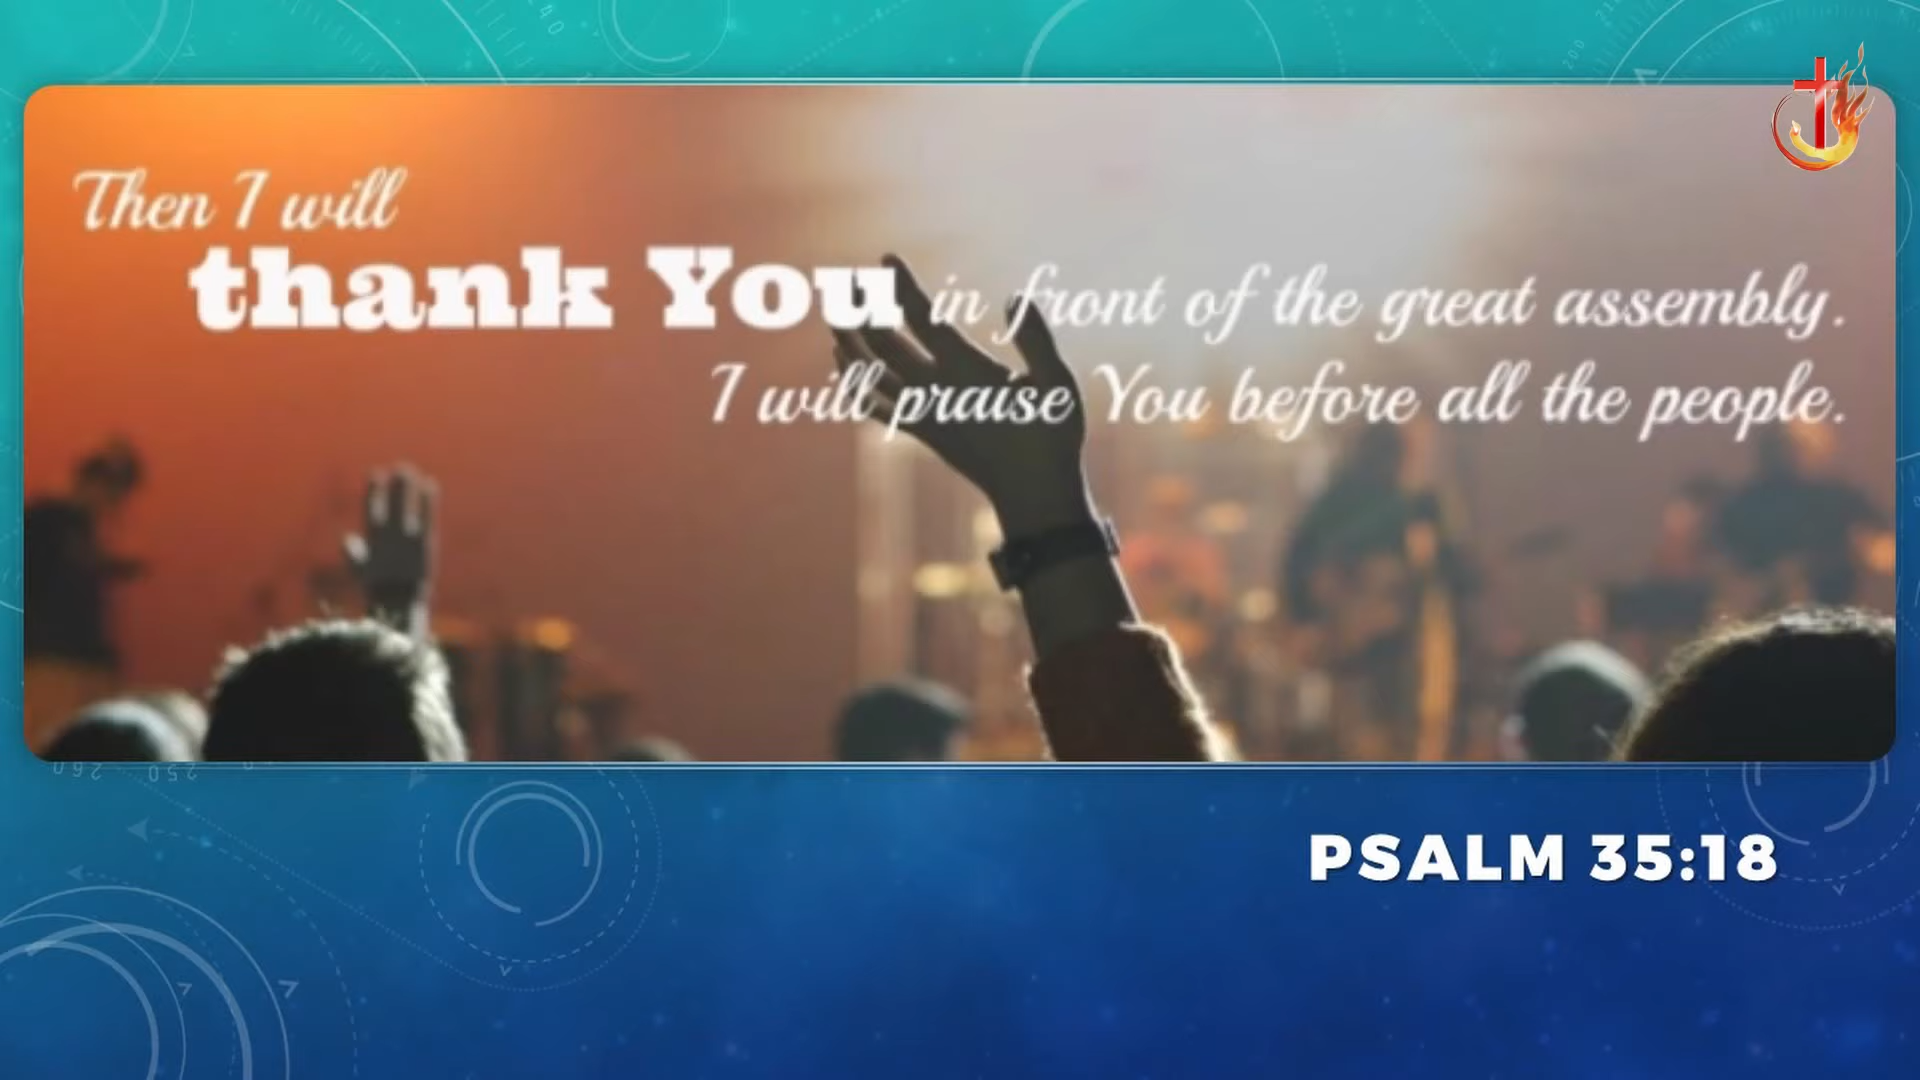 Then I will
thank You in front of the great assembly.
I will praise You before all the people.
PSALM 35:18